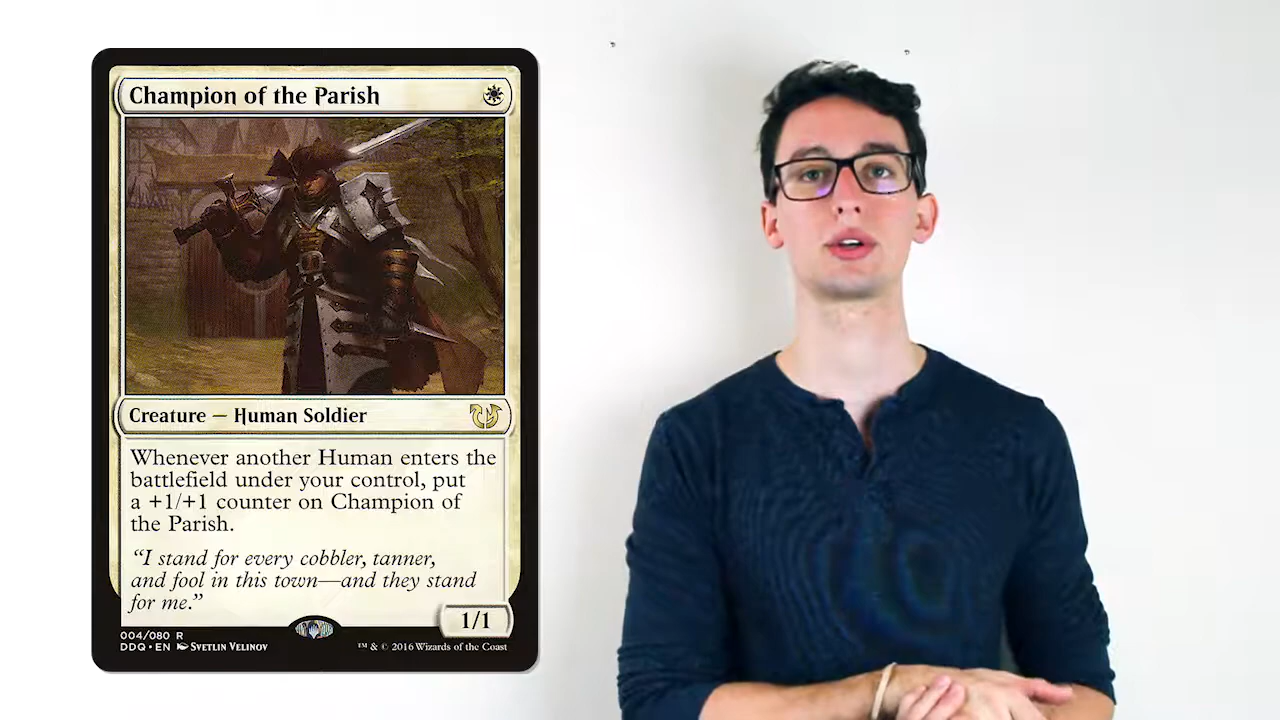 Champion of the Parish
Creature — Human Soldier
Whenever another Human enters the
battlefield under your control, put
a +1/+1 counter on Champion of
the Parish.
“I stand for every cobbler, tanner,
and fool in this town—and they stand
for me.”
1/1
004/080 R
DDQ • EN Svetlin Velinov
™ & © 2016 Wizards of the Coast